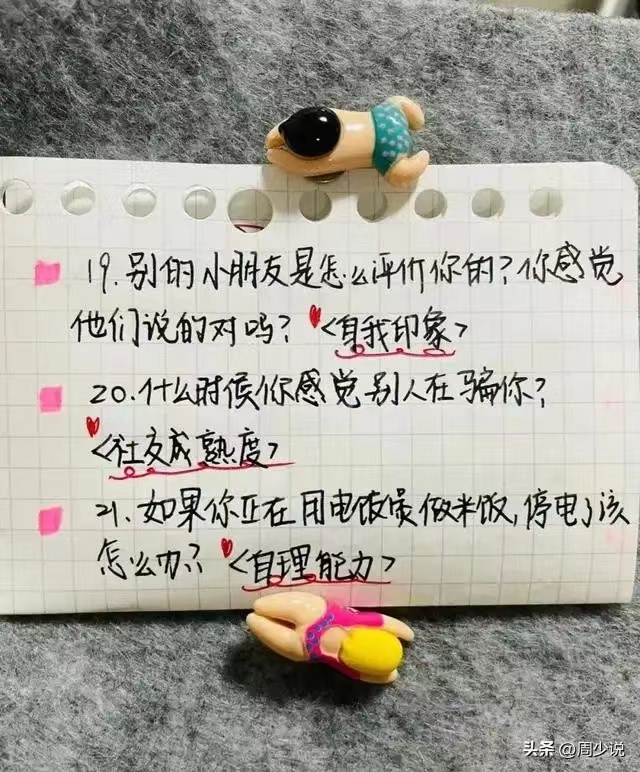 19.别的小朋友是怎么评价你的?你感觉
他们说的对吗? <自我印象>
20.什么时候你感觉别人在骗你?
<社交成熟度>
21.如果你正在用电饭煲做米饭,停电了该
怎么办? <自理能力>
头条 @周少说